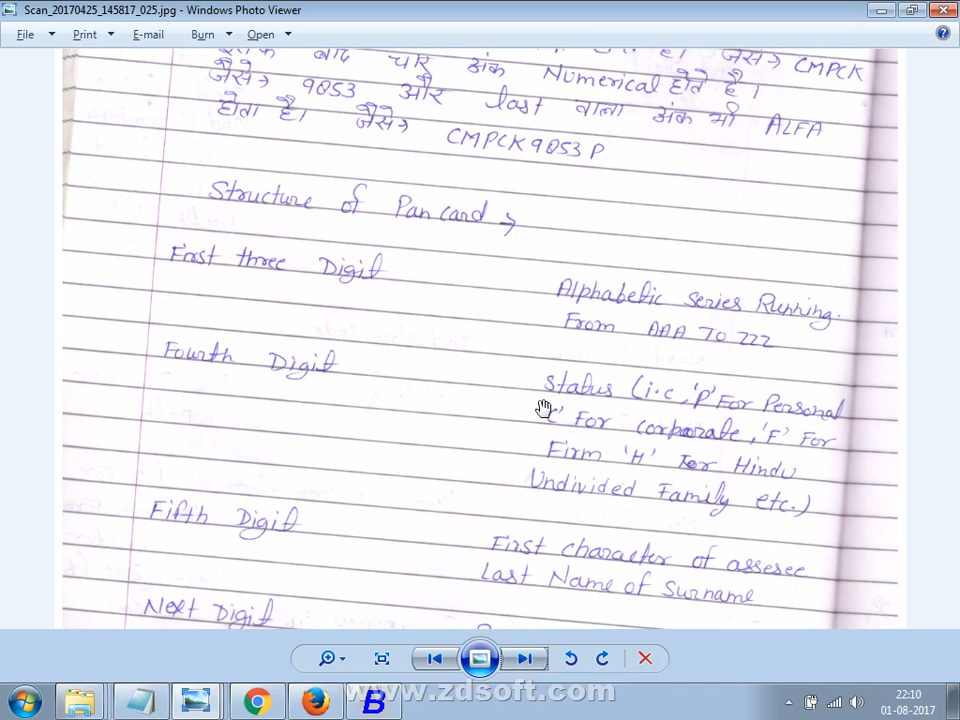 Scan_20170425_145817_025.jpg - Windows Photo Viewer
File Print E-mail Burn Open
बाद चार अंक Numerical होते है। जैसे→ CMPCK
जैसे→ 9053 और last वाला अंक भी ALFA
होता है। जैसे→ CMPCK9053P
Structure of Pan card →
First three Digit
Alphabetic series Running.
From AAA To ZZZ
Fourth Digit
Status (i.c, 'P' For Personal
'C' For corporate, 'F' For
Firm 'H' For Hindu
Undivided Family etc.)
Fifth Digit
First character of assesee
Last Name of Surname
Next Digit
www.zdsoft.com
22:10
01-08-2017